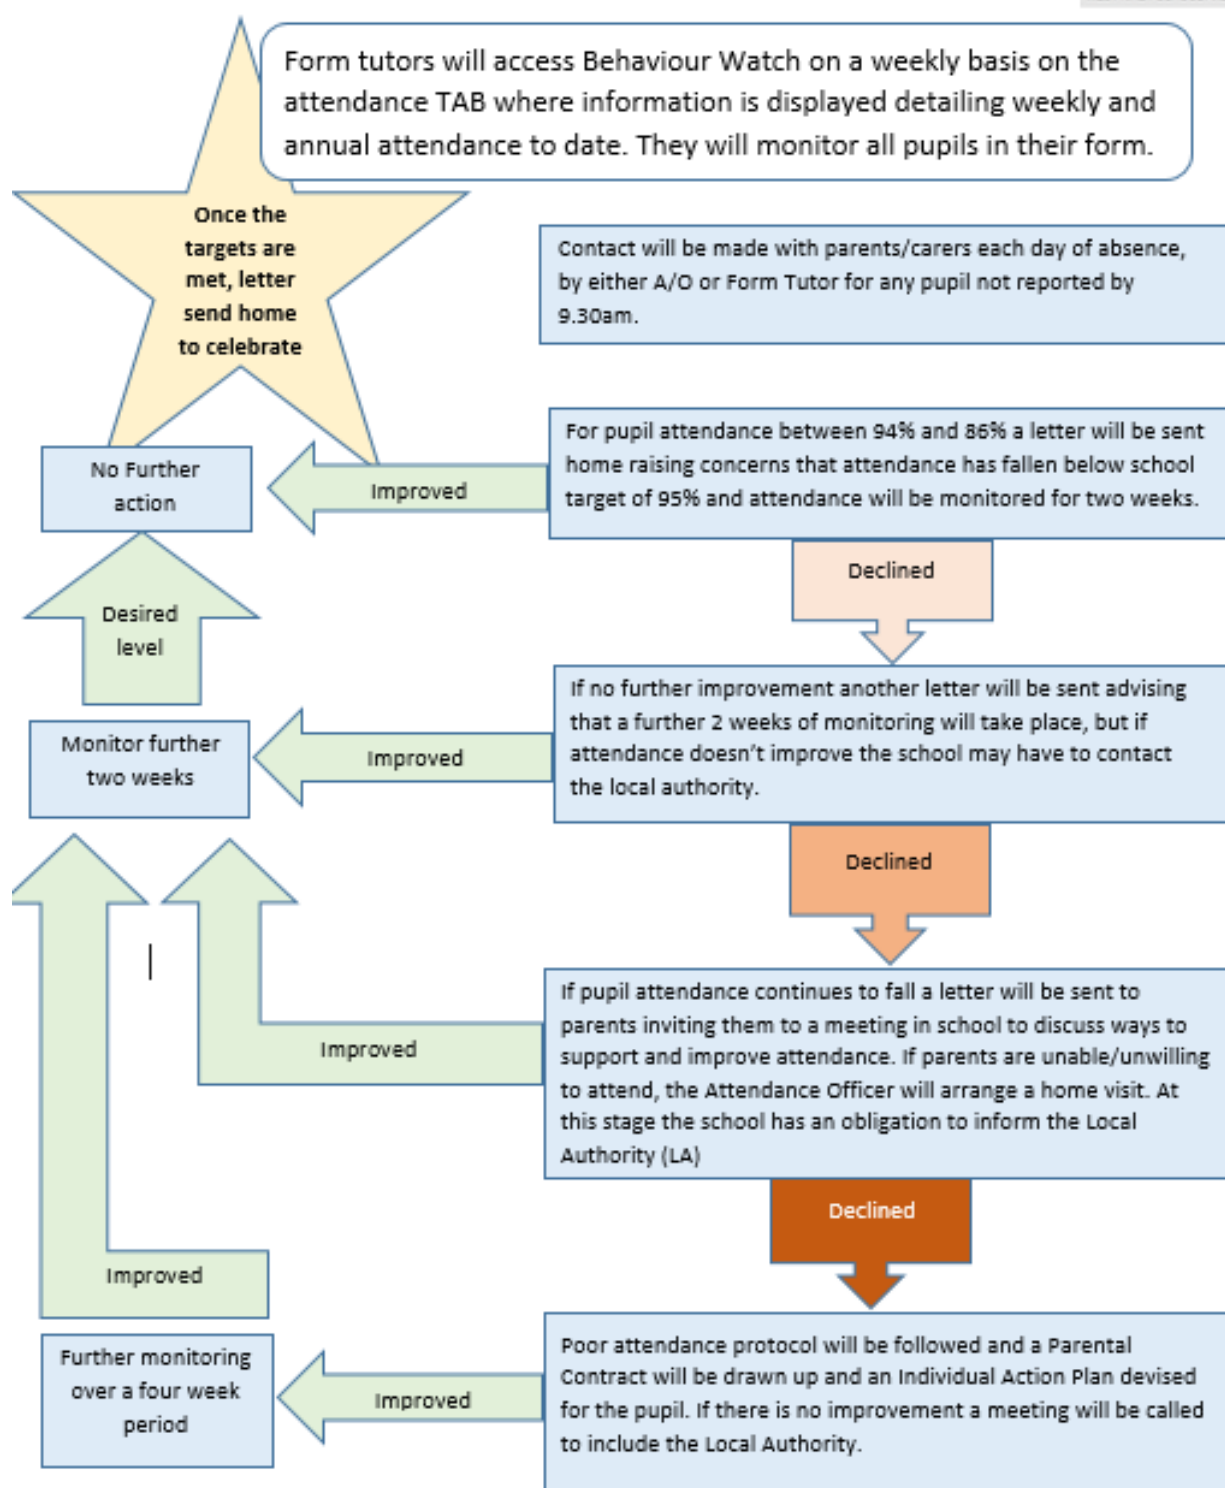 Form tutors will access Behaviour Watch on a weekly basis on the
attendance TAB where information is displayed detailing weekly and
annual attendance to date. They will monitor all pupils in their form.
Once the
targets are
met, letter
send home
to celebrate
Contact will be made with parents/carers each day of absence,
by either A/O or Form Tutor for any pupil not reported by
9.30am.
For pupil attendance between 94% and 86% a letter will be sent
home raising concerns that attendance has fallen below school
target of 95% and attendance will be monitored for two weeks.
Improved
No Further
action
Declined
Desired
level
If no further improvement another letter will be sent advising
that a further 2 weeks of monitoring will take place, but if
attendance doesn't improve the school may have to contact
the local authority.
Improved
Monitor further
two weeks
Declined
If pupil attendance continues to fall a letter will be sent to
parents inviting them to a meeting in school to discuss ways to
support and improve attendance. If parents are unable/unwilling
to attend, the Attendance Officer will arrange a home visit. At
this stage the school has an obligation to inform the Local
Authority (LA)
Improved
Declined
Improved
Poor attendance protocol will be followed and a Parental
Contract will be drawn up and an Individual Action Plan devised
for the pupil. If there is no improvement a meeting will be called
to include the Local Authority.
Improved
Further monitoring
over a four week
period